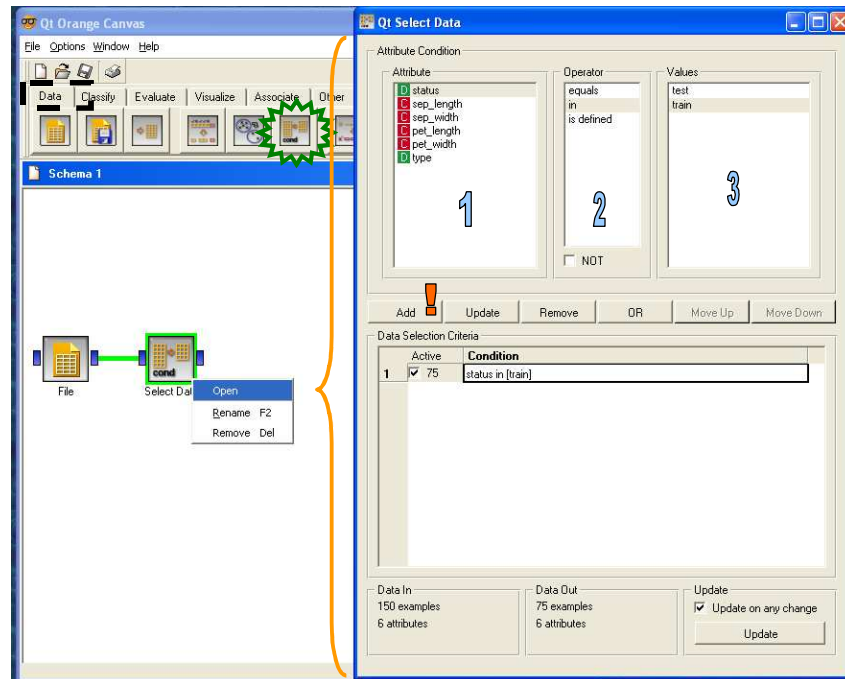 Qt Orange Canvas
File Options Window Help
Data Classify Evaluate Visualize Associate Other
cond
Schema 1
File
cond
Select Dat
Open
Rename F2
Remove Del
Qt Select Data
Attribute Condition
Attribute
D status
C sep_length
C sep_width
C pet_length
C pet_width
D type
1
Operator
equals
in
is defined
2
NOT
Values
test
train
3
!
Add Update Remove OR Move Up Move Down
Data Selection Criteria
Active Condition
1 75 status in [train]
Data In
150 examples
6 attributes
Data Out
75 examples
6 attributes
Update
Update on any change
Update